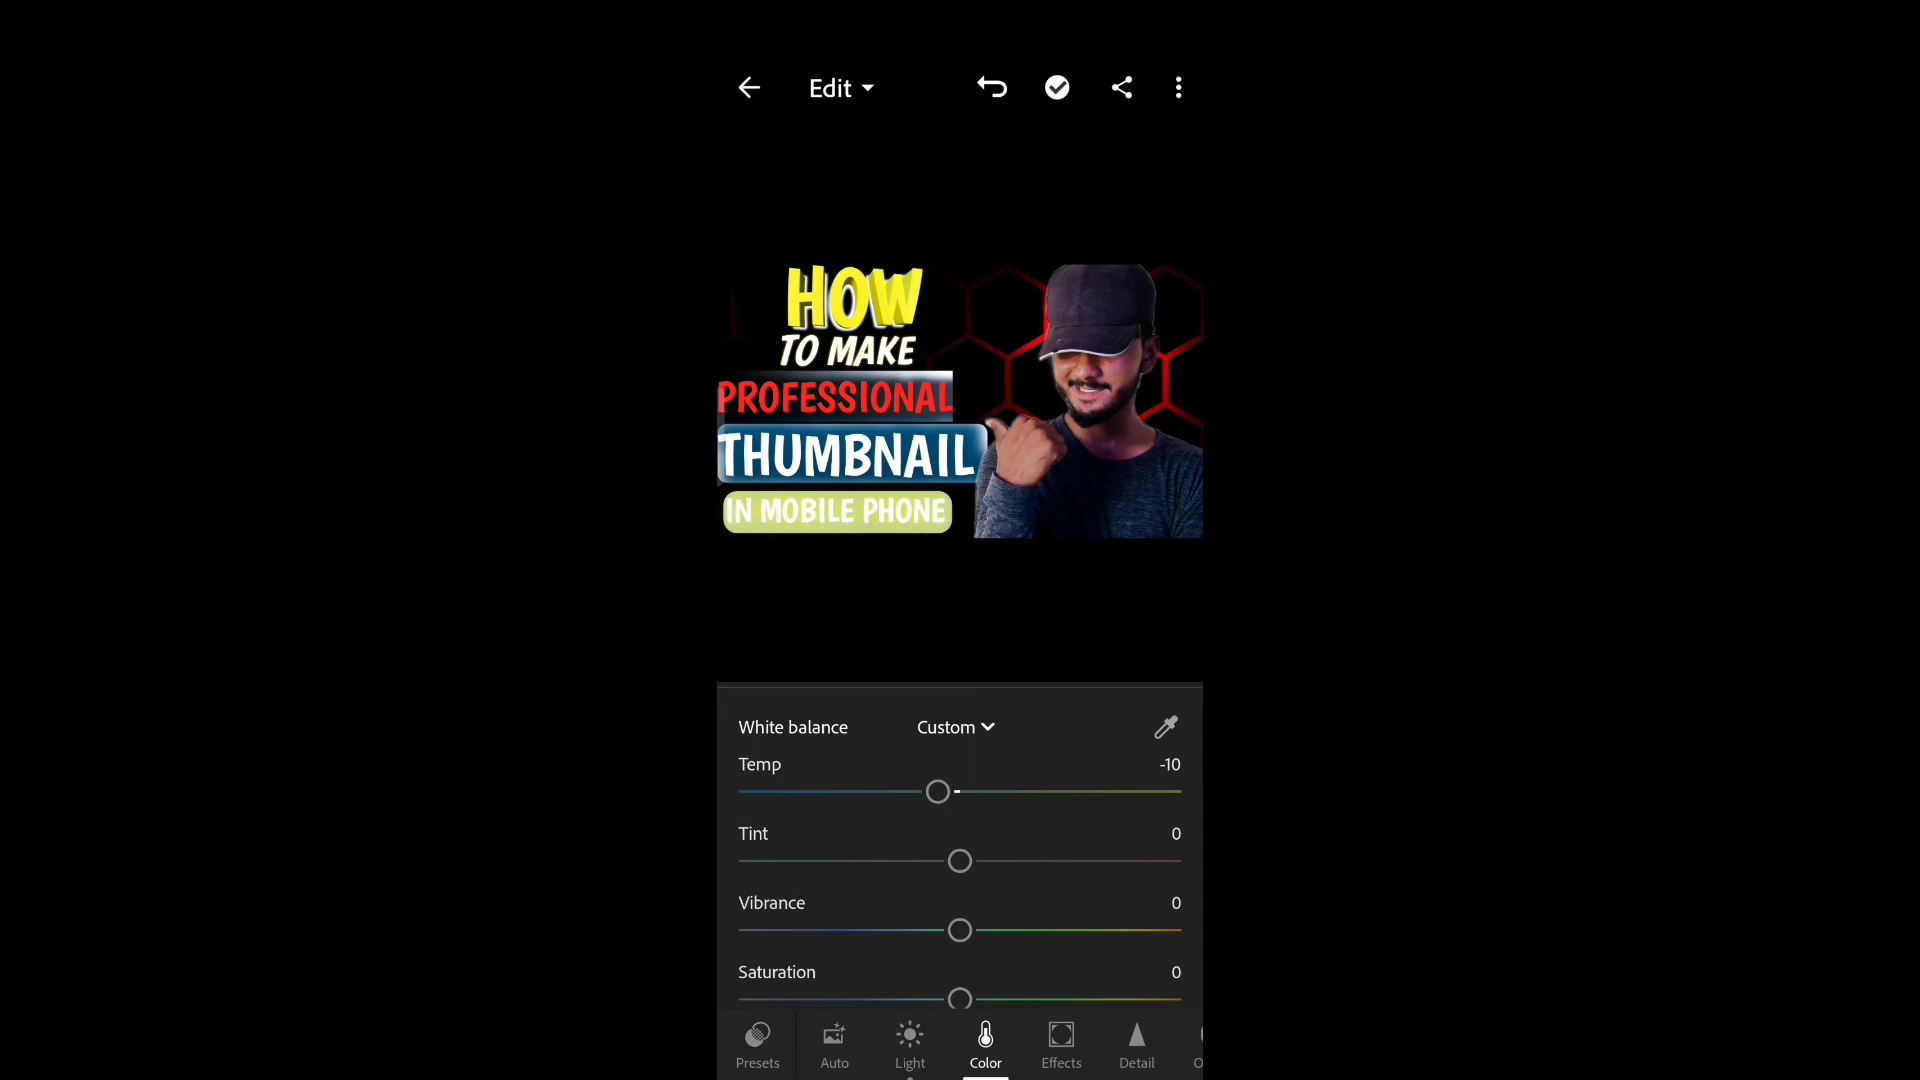 Edit
HOW
TO MAKE
PROFESSIONAL
THUMBNAIL
IN MOBILE PHONE
White balance Custom
Temp -10
Tint 0
Vibrance 0
Saturation 0
Presets Auto Light Color Effects Detail